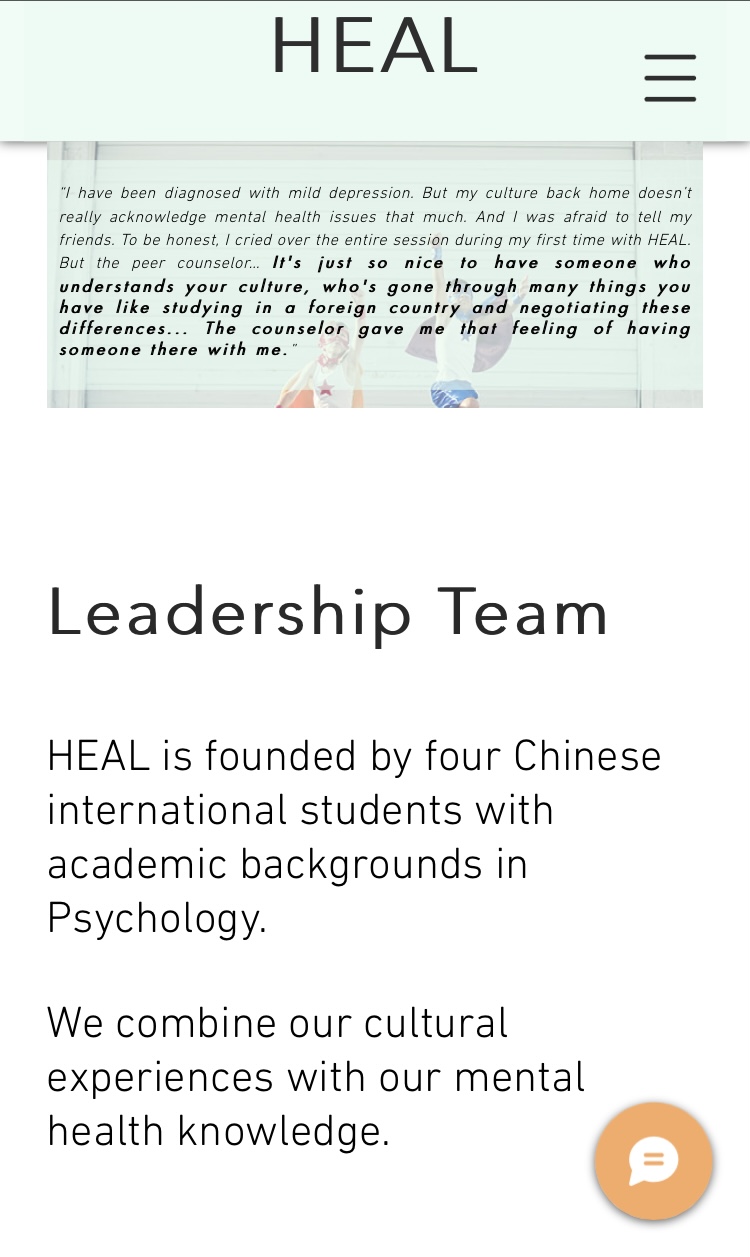 HEAL
“I have been diagnosed with mild depression. But my culture back home doesn't
really acknowledge mental health issues that much. And I was afraid to tell my
friends. To be honest, I cried over the entire session during my first time with HEAL.
But the peer counselor... It's just so nice to have someone who
understands your culture, who's gone through many things you
have like studying in a foreign country and negotiating these
differences... The counselor gave me that feeling of having
someone there with me.”
Leadership Team
HEAL is founded by four Chinese
international students with
academic backgrounds in
Psychology.
We combine our cultural
experiences with our mental
health knowledge.